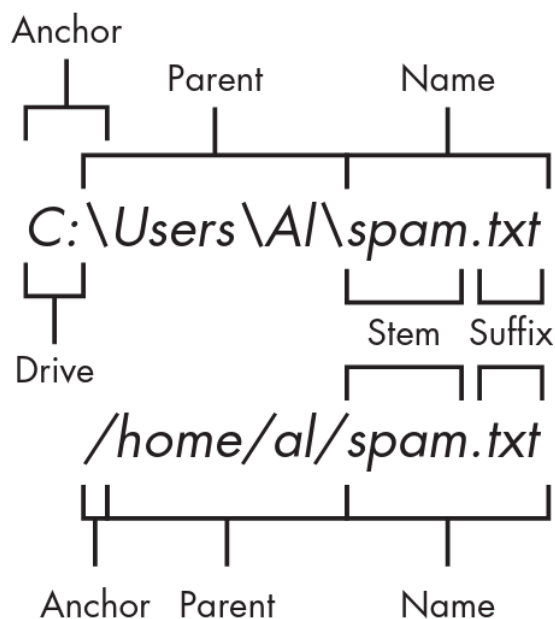 Anchor
Parent Name
C:\Users\Al\spam.txt
Stem Suffix
Drive
/home/al/spam.txt
Anchor Parent Name